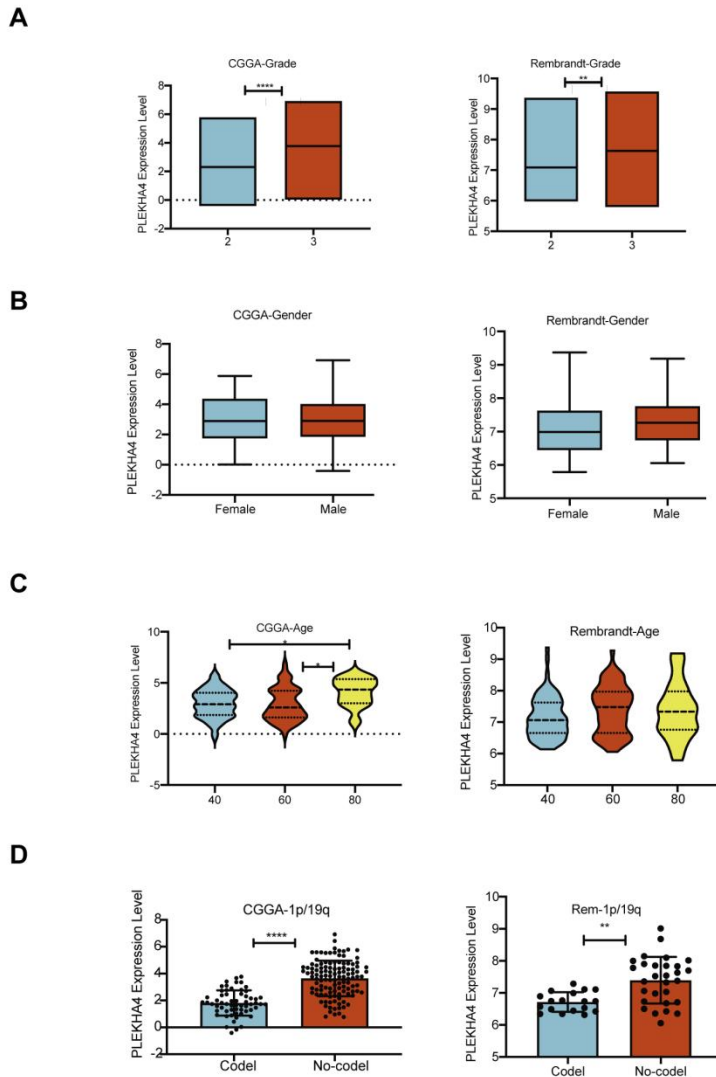 A
CGGA-Grade
PLEKHA4 Expression Level
8
6
4
2
0
-2
****
2
3
Rembrandt-Grade
PLEKHA4 Expression Level
10
9
8
7
6
5
**
2
3
B
CGGA-Gender
PLEKHA4 Expression Level
8
6
4
2
0
-2
Female
Male
Rembrandt-Gender
PLEKHA4 Expression Level
10
9
8
7
6
5
Female
Male
C
CGGA-Age
PLEKHA4 Expression Level
10
5
0
-5
*
*
40
60
80
Rembrandt-Age
PLEKHA4 Expression Level
10
9
8
7
6
5
40
60
80
D
CGGA-1p/19q
PLEKHA4 Expression Level
8
6
4
2
0
-2
****
Codel
No-codel
Rem-1p/19q
PLEKHA4 Expression Level
10
9
8
7
6
5
**
Codel
No-codel